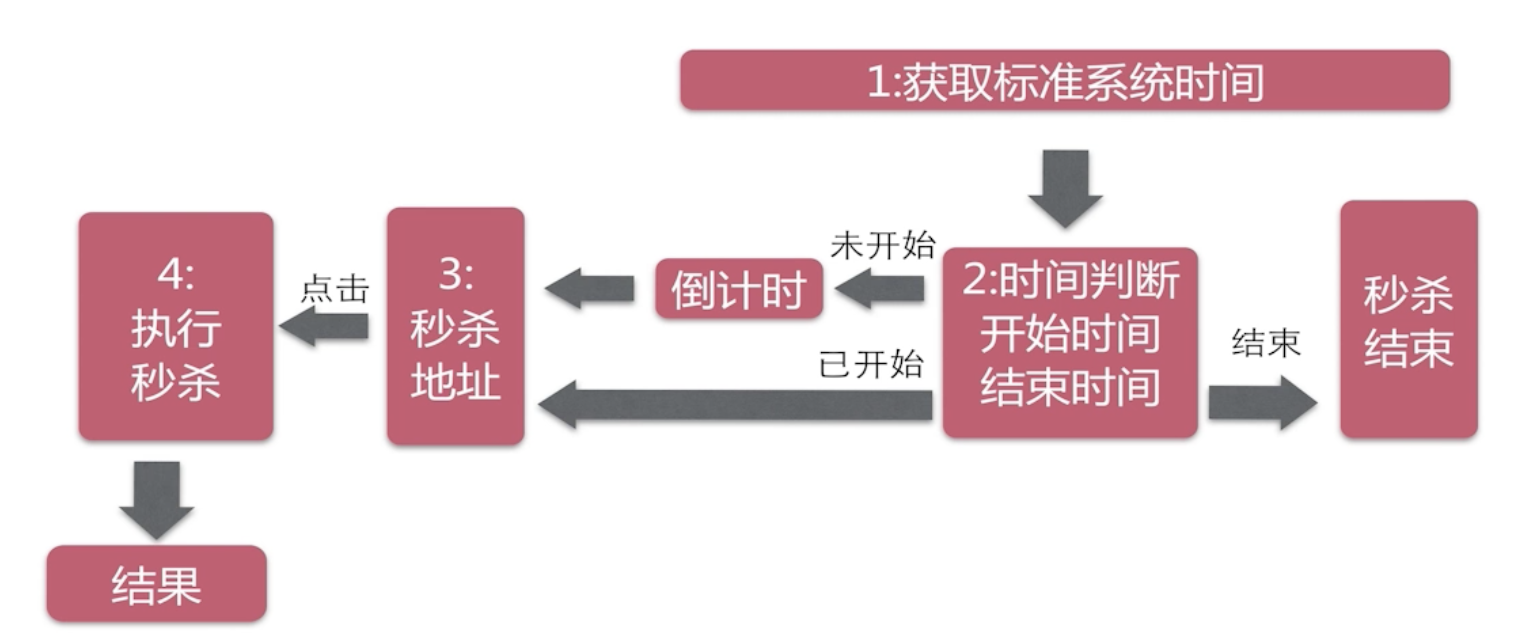 1:获取标准系统时间
未开始
2:时间判断
开始时间
结束时间
倒计时
已开始
结束
秒杀
结束
3:
秒杀
地址
点击
4:
执行
秒杀
结果